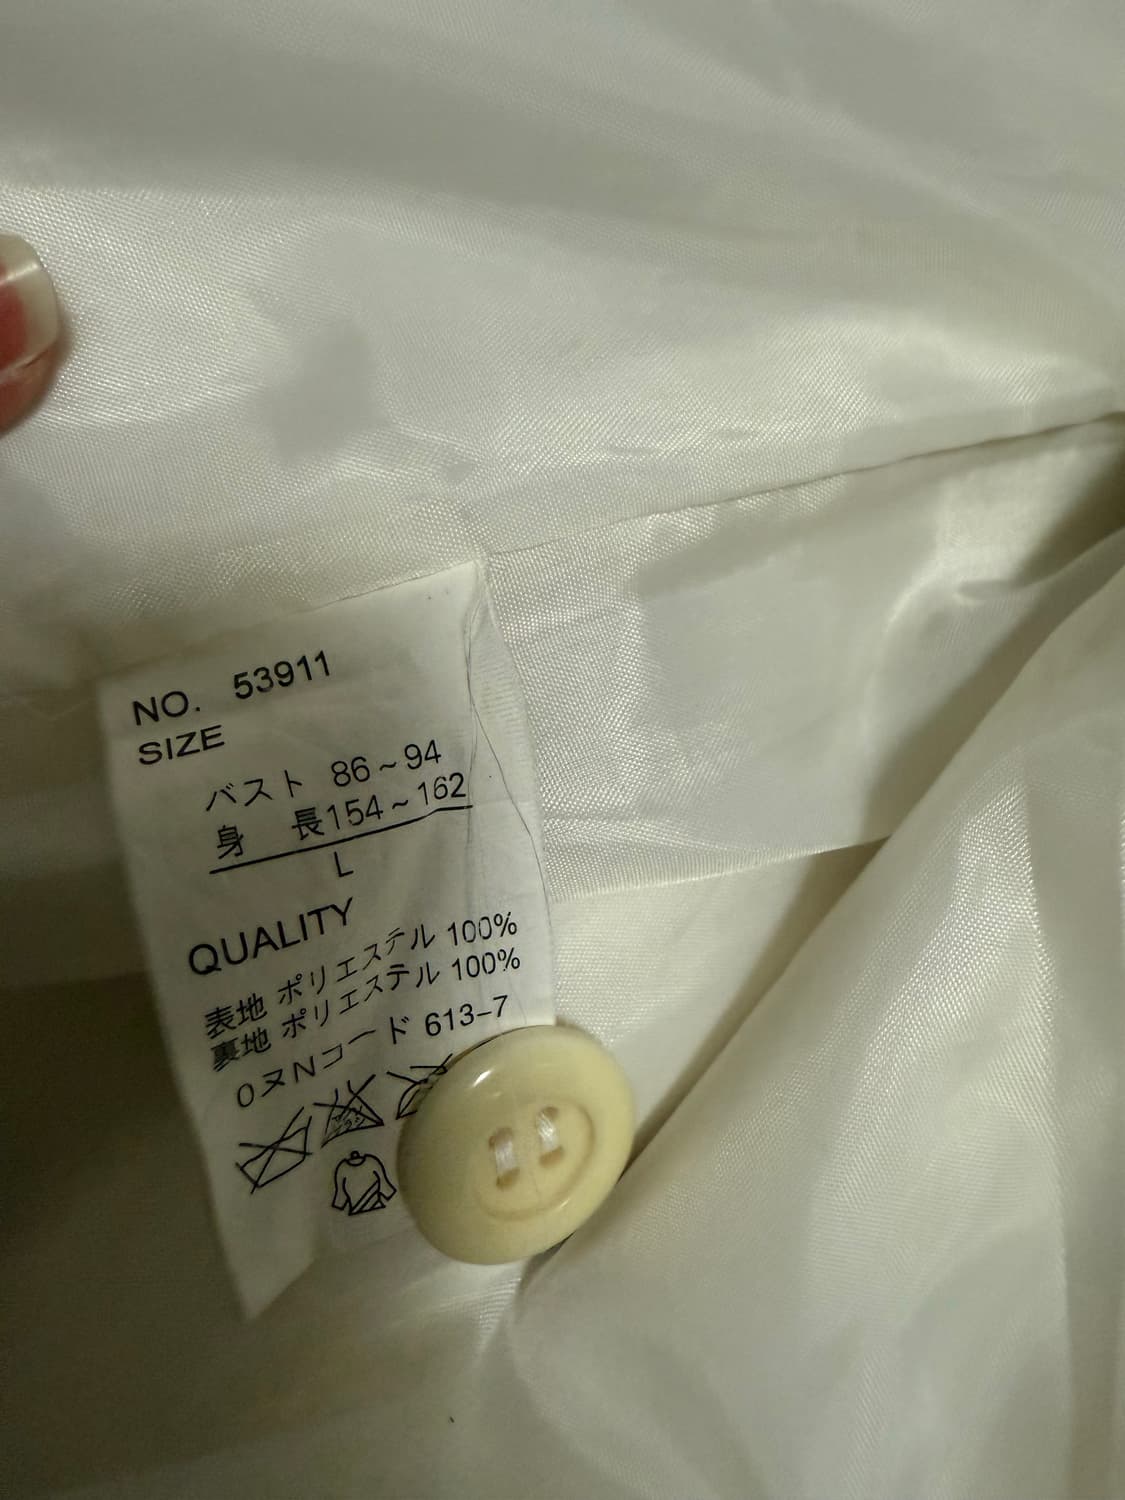 NO. 53911
SIZE
バスト 86~94
身 長154~162
L
QUALITY
表地 ポリエステル 100%
裏地 ポリエステル 100%
0ヌNコード 613-7